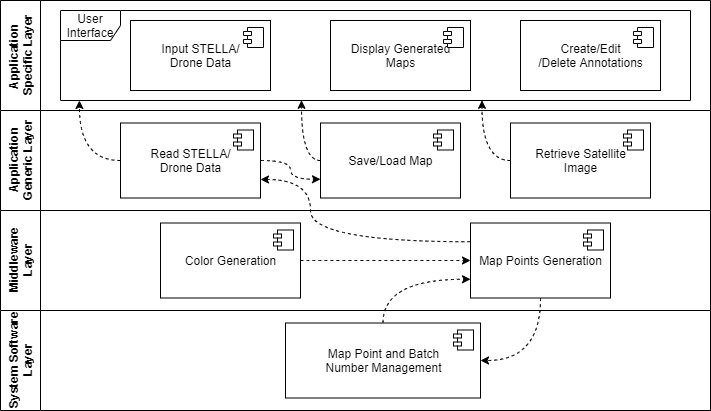 Application
Specific Layer
User
Interface
Input STELLA/
Drone Data
Display Generated
Maps
Create/Edit
/Delete Annotations
Application
Generic Layer
Read STELLA/
Drone Data
Save/Load Map
Retrieve Satellite
Image
Middleware
Layer
Color Generation
Map Points Generation
System Software
Layer
Map Point and Batch
Number Management